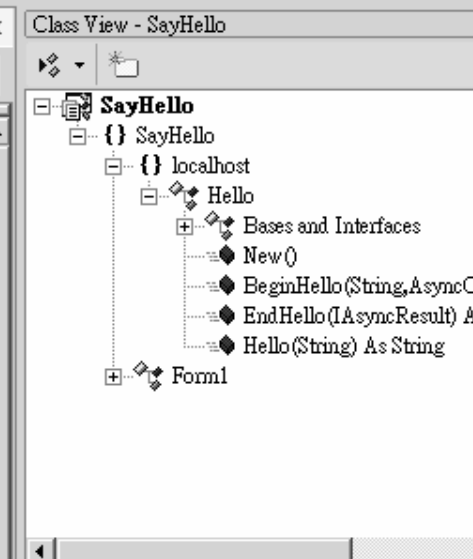 Class View - SayHello
SayHello
{} SayHello
{} localhost
Hello
Bases and Interfaces
New()
BeginHello(String,Async
EndHello(IAsyncResult) A
Hello(String) As String
Form1